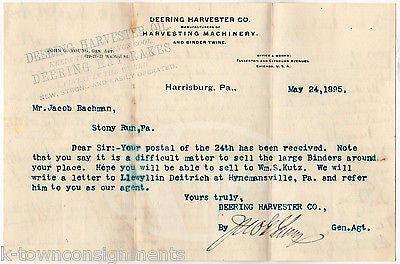 DEERING HARVESTER CO.
MANUFACTURERS OF
HARVESTING MACHINERY,
AND BINDER TWINE.
JOHN G. YOUNG, GEN. AGT.
OFFICE & WORKS:
FULLERTON AND CLYBOURN AVENUES
CHICAGO, U.S.A.
DEERING HARVESTER OIL
DEERING RAKES
NEW, STRONG, AND EASILY OPERATED.
Harrisburg, Pa., May 24,1895.
Mr.Jacob Bachman,
Stony Run,Pa.
Dear Sir:-Your postal of the 24th has been received. Note
that you say it is a difficult matter to sell the large Binders around
your place. Hope you will be able to sell to Wm.S.Kutz. We
will write a letter to Llewyllin Deitrich at Hynemansville, Pa. and refer
him to you as our agent.
Yours truly,
DEERING HARVESTER CO.,
By Gen.Agt.
k-townconsignments